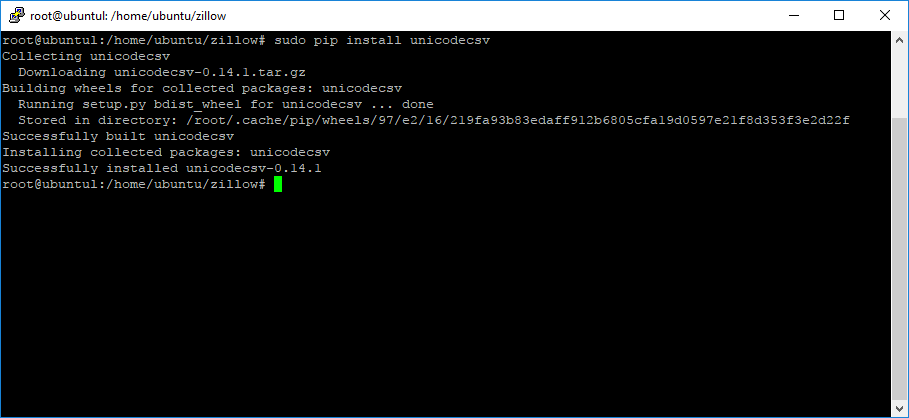 root@ubuntul: /home/ubuntu/zillow
root@ubuntul:/home/ubuntu/zillow# sudo pip install unicodecsv
Collecting unicodecsv
  Downloading unicodecsv-0.14.1.tar.gz
Building wheels for collected packages: unicodecsv
  Running setup.py bdist_wheel for unicodecsv ... done
  Stored in directory: /root/.cache/pip/wheels/97/e2/16/219fa93b83edaff912b6805cfa19d0597e21f8d353f3e2d22f
Successfully built unicodecsv
Installing collected packages: unicodecsv
Successfully installed unicodecsv-0.14.1
root@ubuntul:/home/ubuntu/zillow#